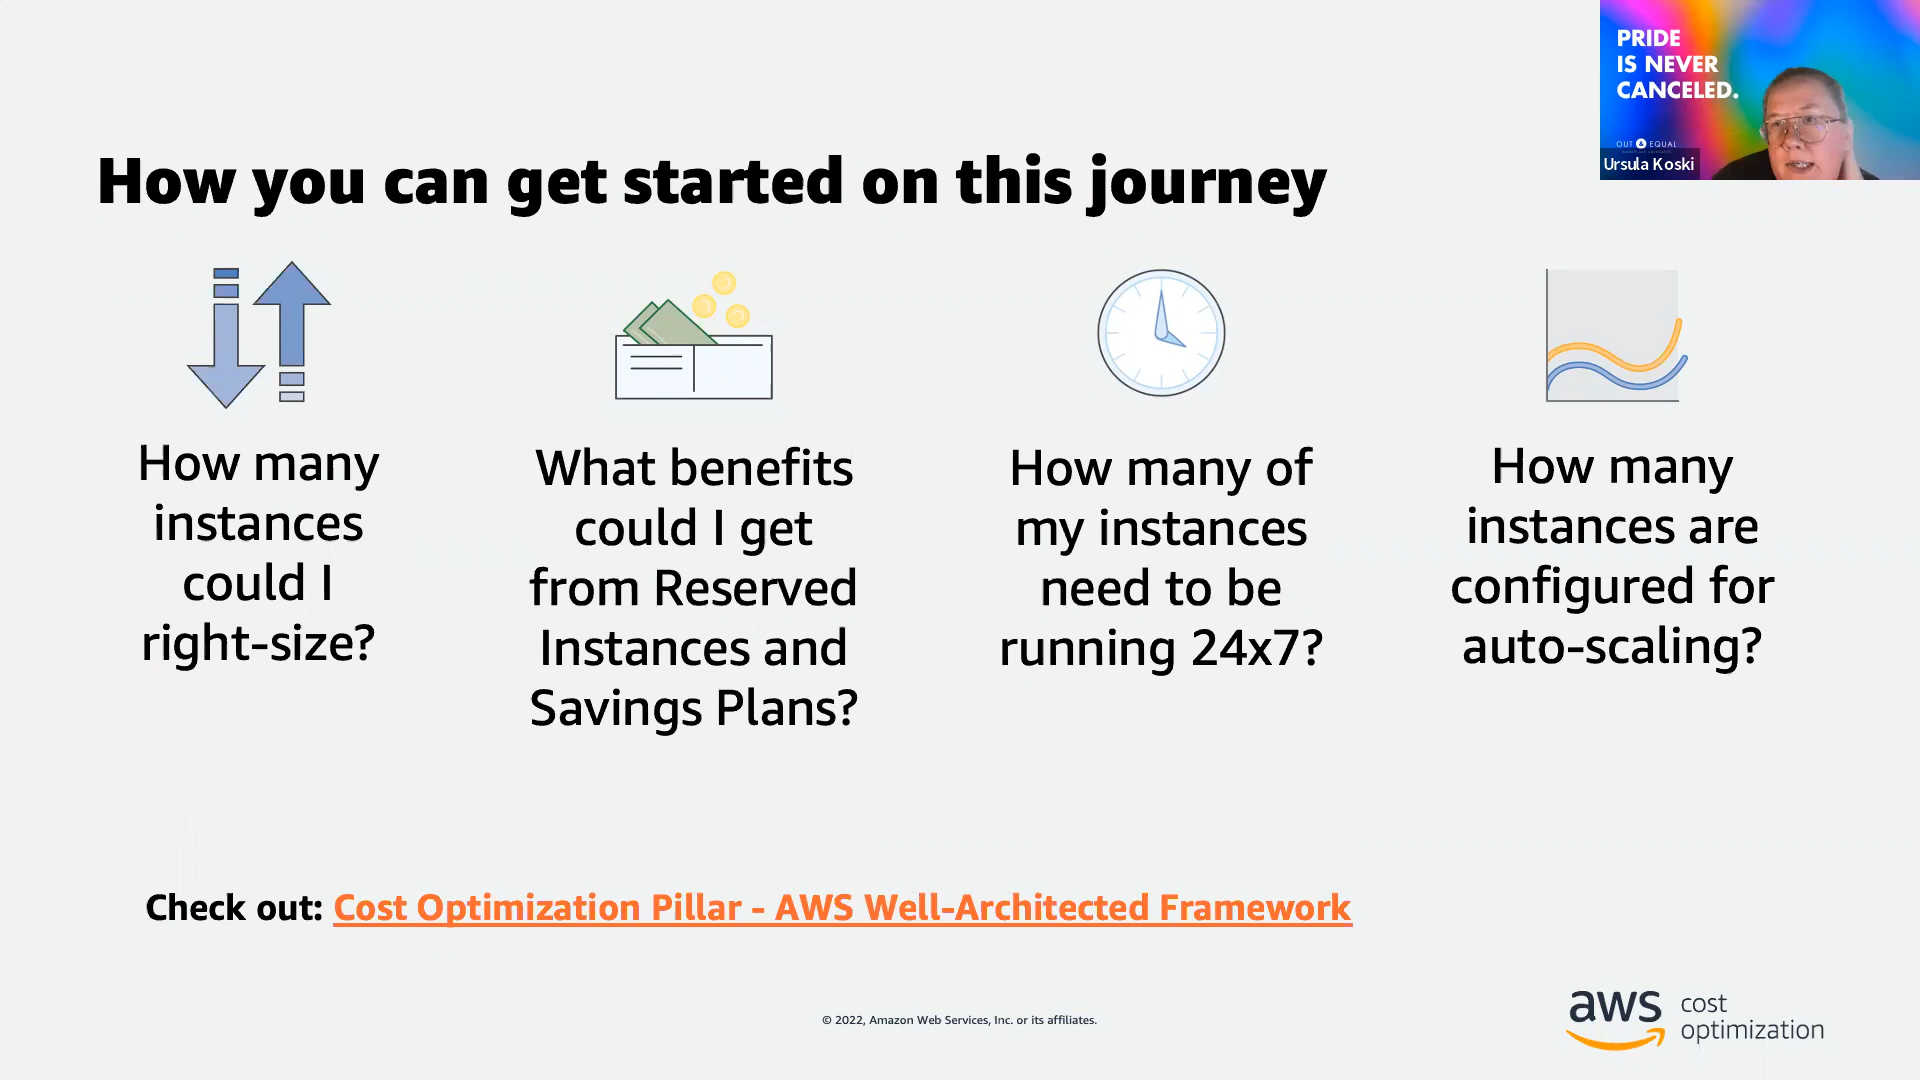 PRIDE
IS NEVER
CANCELED.
OUT & EQUAL
Ursula Koski
How you can get started on this journey
How many
instances
could I
right-size?
What benefits
could I get
from Reserved
Instances and
Savings Plans?
How many of
my instances
need to be
running 24x7?
How many
instances are
configured for
auto-scaling?
Check out: Cost Optimization Pillar - AWS Well-Architected Framework
© 2022, Amazon Web Services, Inc. or its affiliates.
aws cost
optimization